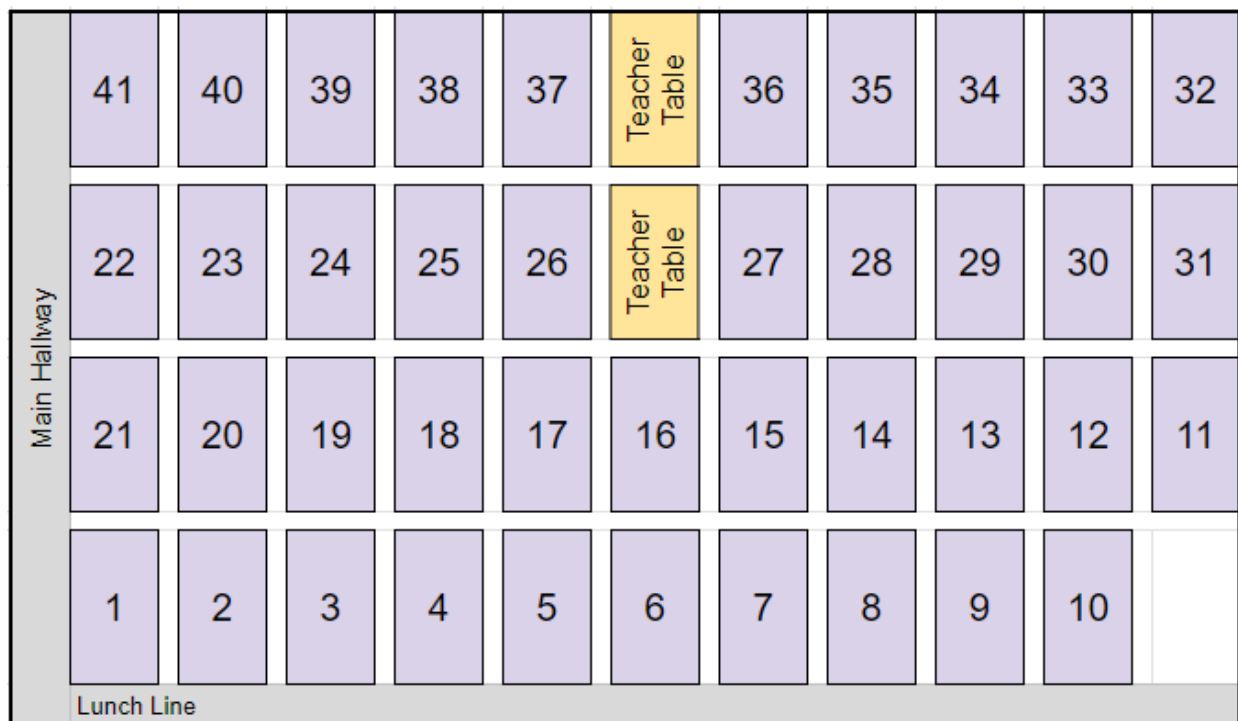 41 40 39 38 37 Teacher Table 36 35 34 33 32
22 23 24 25 26 Teacher Table 27 28 29 30 31
Main Hallway
21 20 19 18 17 16 15 14 13 12 11
1 2 3 4 5 6 7 8 9 10
Lunch Line